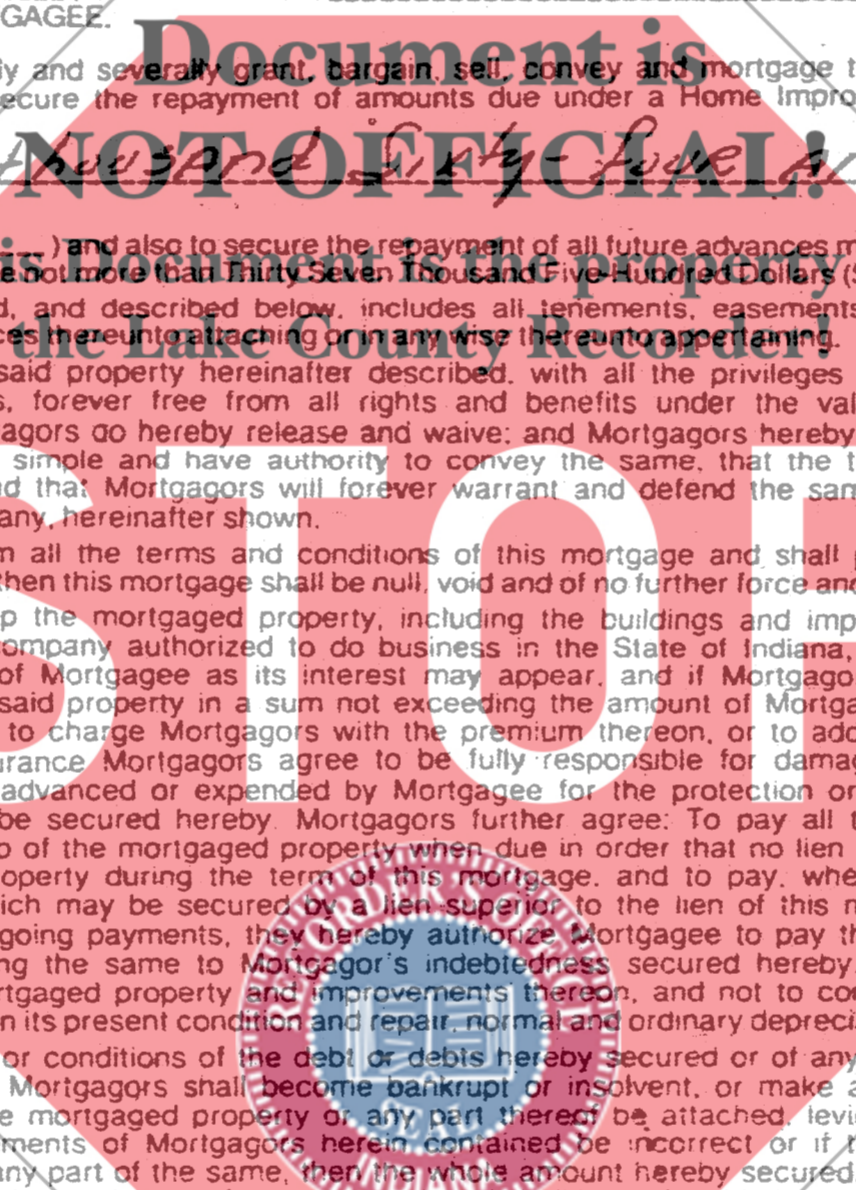 GAGEE.
Document is
and severally grant, bargain, sell, convey and mortgage
ecure the repayment of amounts due under a Home Impro
NOT OFFICIAL!
thousand Sixty-four
) and also to secure the repayment of all future advances m
This Document is the property
e not more than Thirty Seven Thousand Five-Hundred Dollars (
d, and described below, includes all tenements, easements
the Lake County Recorder!
ces thereunto attaching or in any wise thereunto appertaining.
said property hereinafter described, with all the privileges
s, forever free from all rights and benefits under the
agors do hereby release and waive; and Mortgagors hereby
simple and have authority to convey the same, that the t
d that Mortgagors will forever warrant and defend the sam
any, hereinafter shown.
STOP
m all the terms and conditions of this mortgage and shall
then this mortgage shall be null, void and of no further force and
p the mortgaged property, including the buildings and imp
ompany authorized to do business in the State of Indiana,
of Mortgagee as its interest may appear, and if Mortgago
said property in a sum not exceeding the amount of Mortga
to charge Mortgagors with the premium thereon, or to add
urance Mortgagors agree to be fully responsible for damag
advanced or expended by Mortgagee for the protection or
be secured hereby. Mortgagors further agree: To pay all t
p of the mortgaged property when due in order that no lien
operty during the term of this mortgage, and to pay, whe
ich may be secured by a lien superior to the lien of this m
going payments, they hereby authorize Mortgagee to pay th
ng the same to Mortgagor's indebtedness secured hereby
rtgaged property and improvements thereon, and not to co
n its present condition and repair, normal and ordinary depreci
or conditions of the debt or debts hereby secured or of any
Mortgagors shall become bankrupt or insolvent, or make a
e mortgaged property or any part thereof be attached, levi
ments of Mortgagors herein contained be incorrect or if t
any part of the same, then the whole amount hereby secured
RECORDER'S OFFICE
SEAL
INDIANA